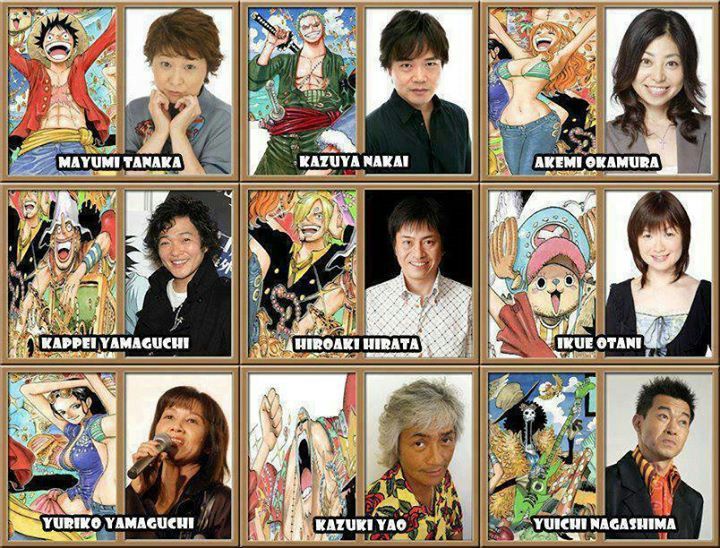 MAYUMI TANAKA
KAZUYA NAKAI
AKEMI OKAMURA
KAPPEI YAMAGUCHI
HIROAKI HIRATA
IKUE OTANI
YURIKO YAMAGUCHI
KAZUKI YAO
YUICHI NAGASHIMA